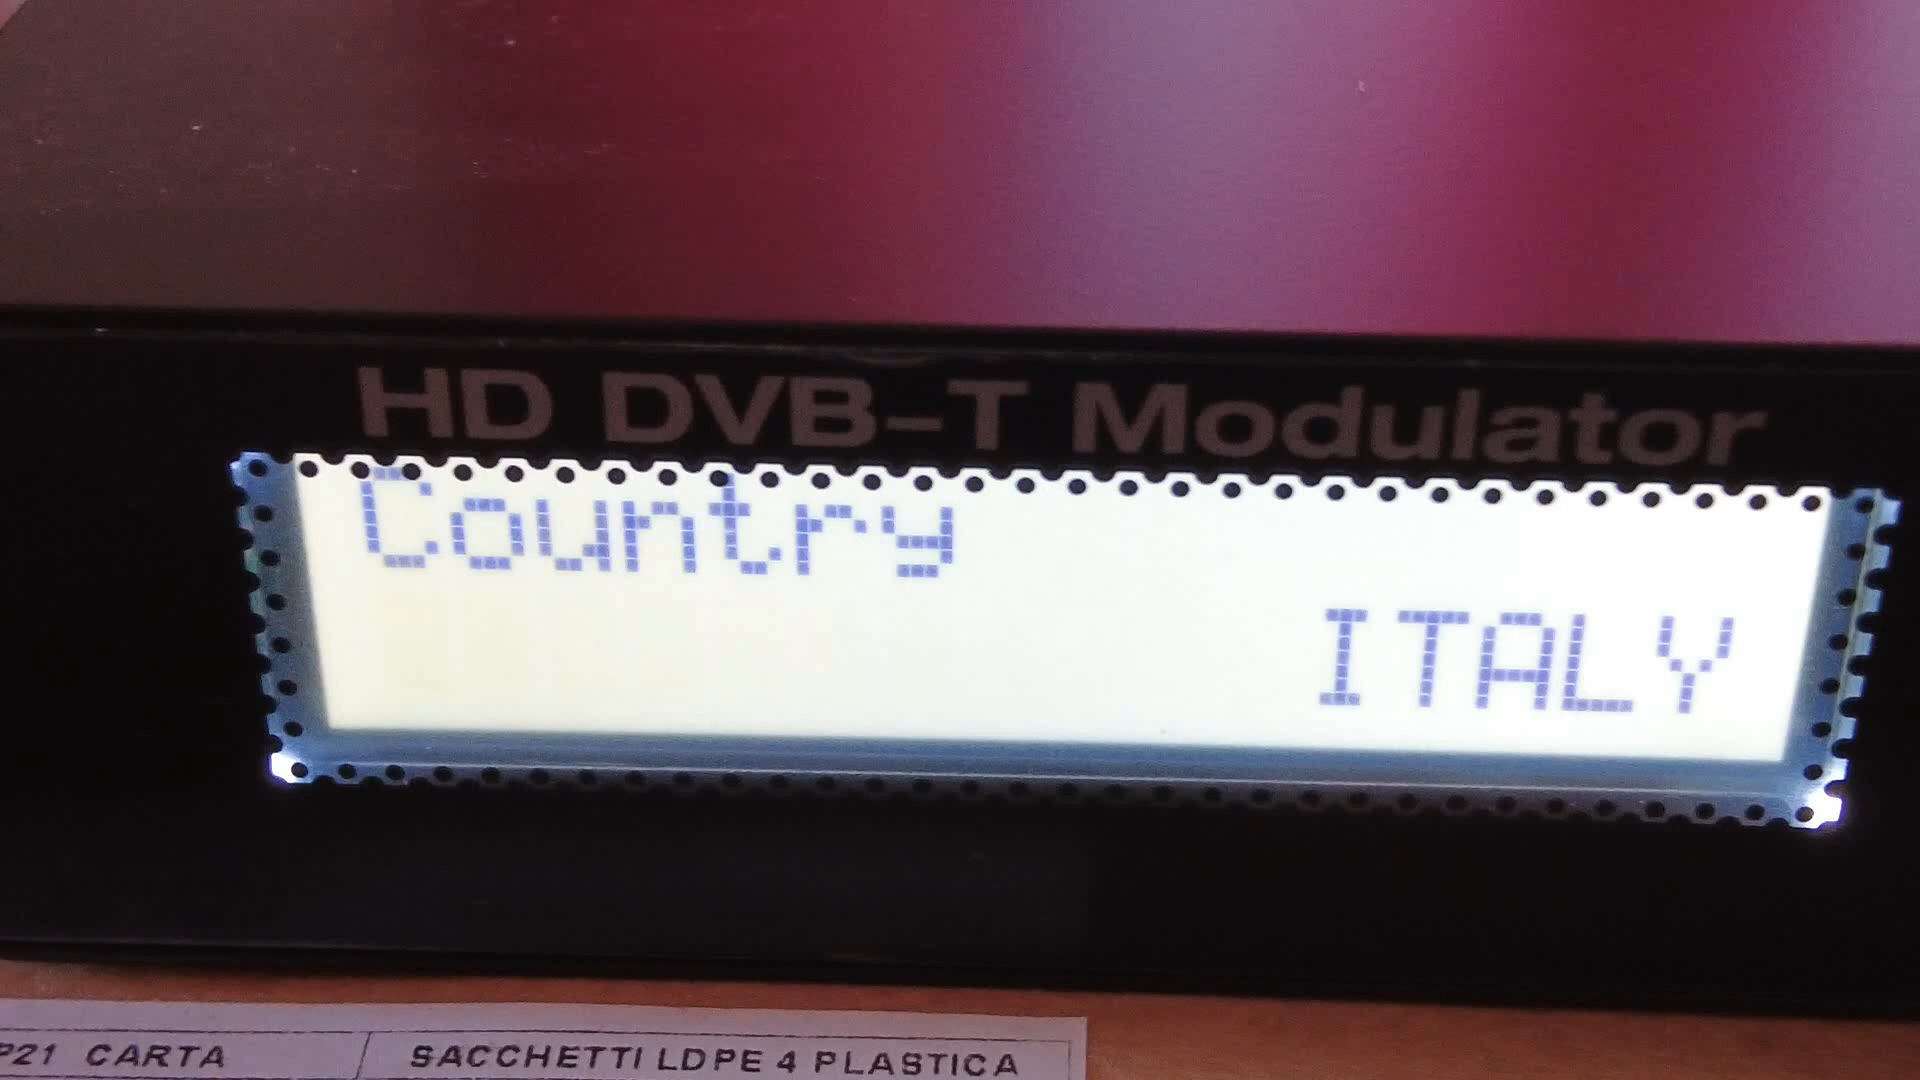 HD DVB-T Modulator
Country
ITALY
P21 CARTA
SACCHETTI LDPE 4 PLASTICA